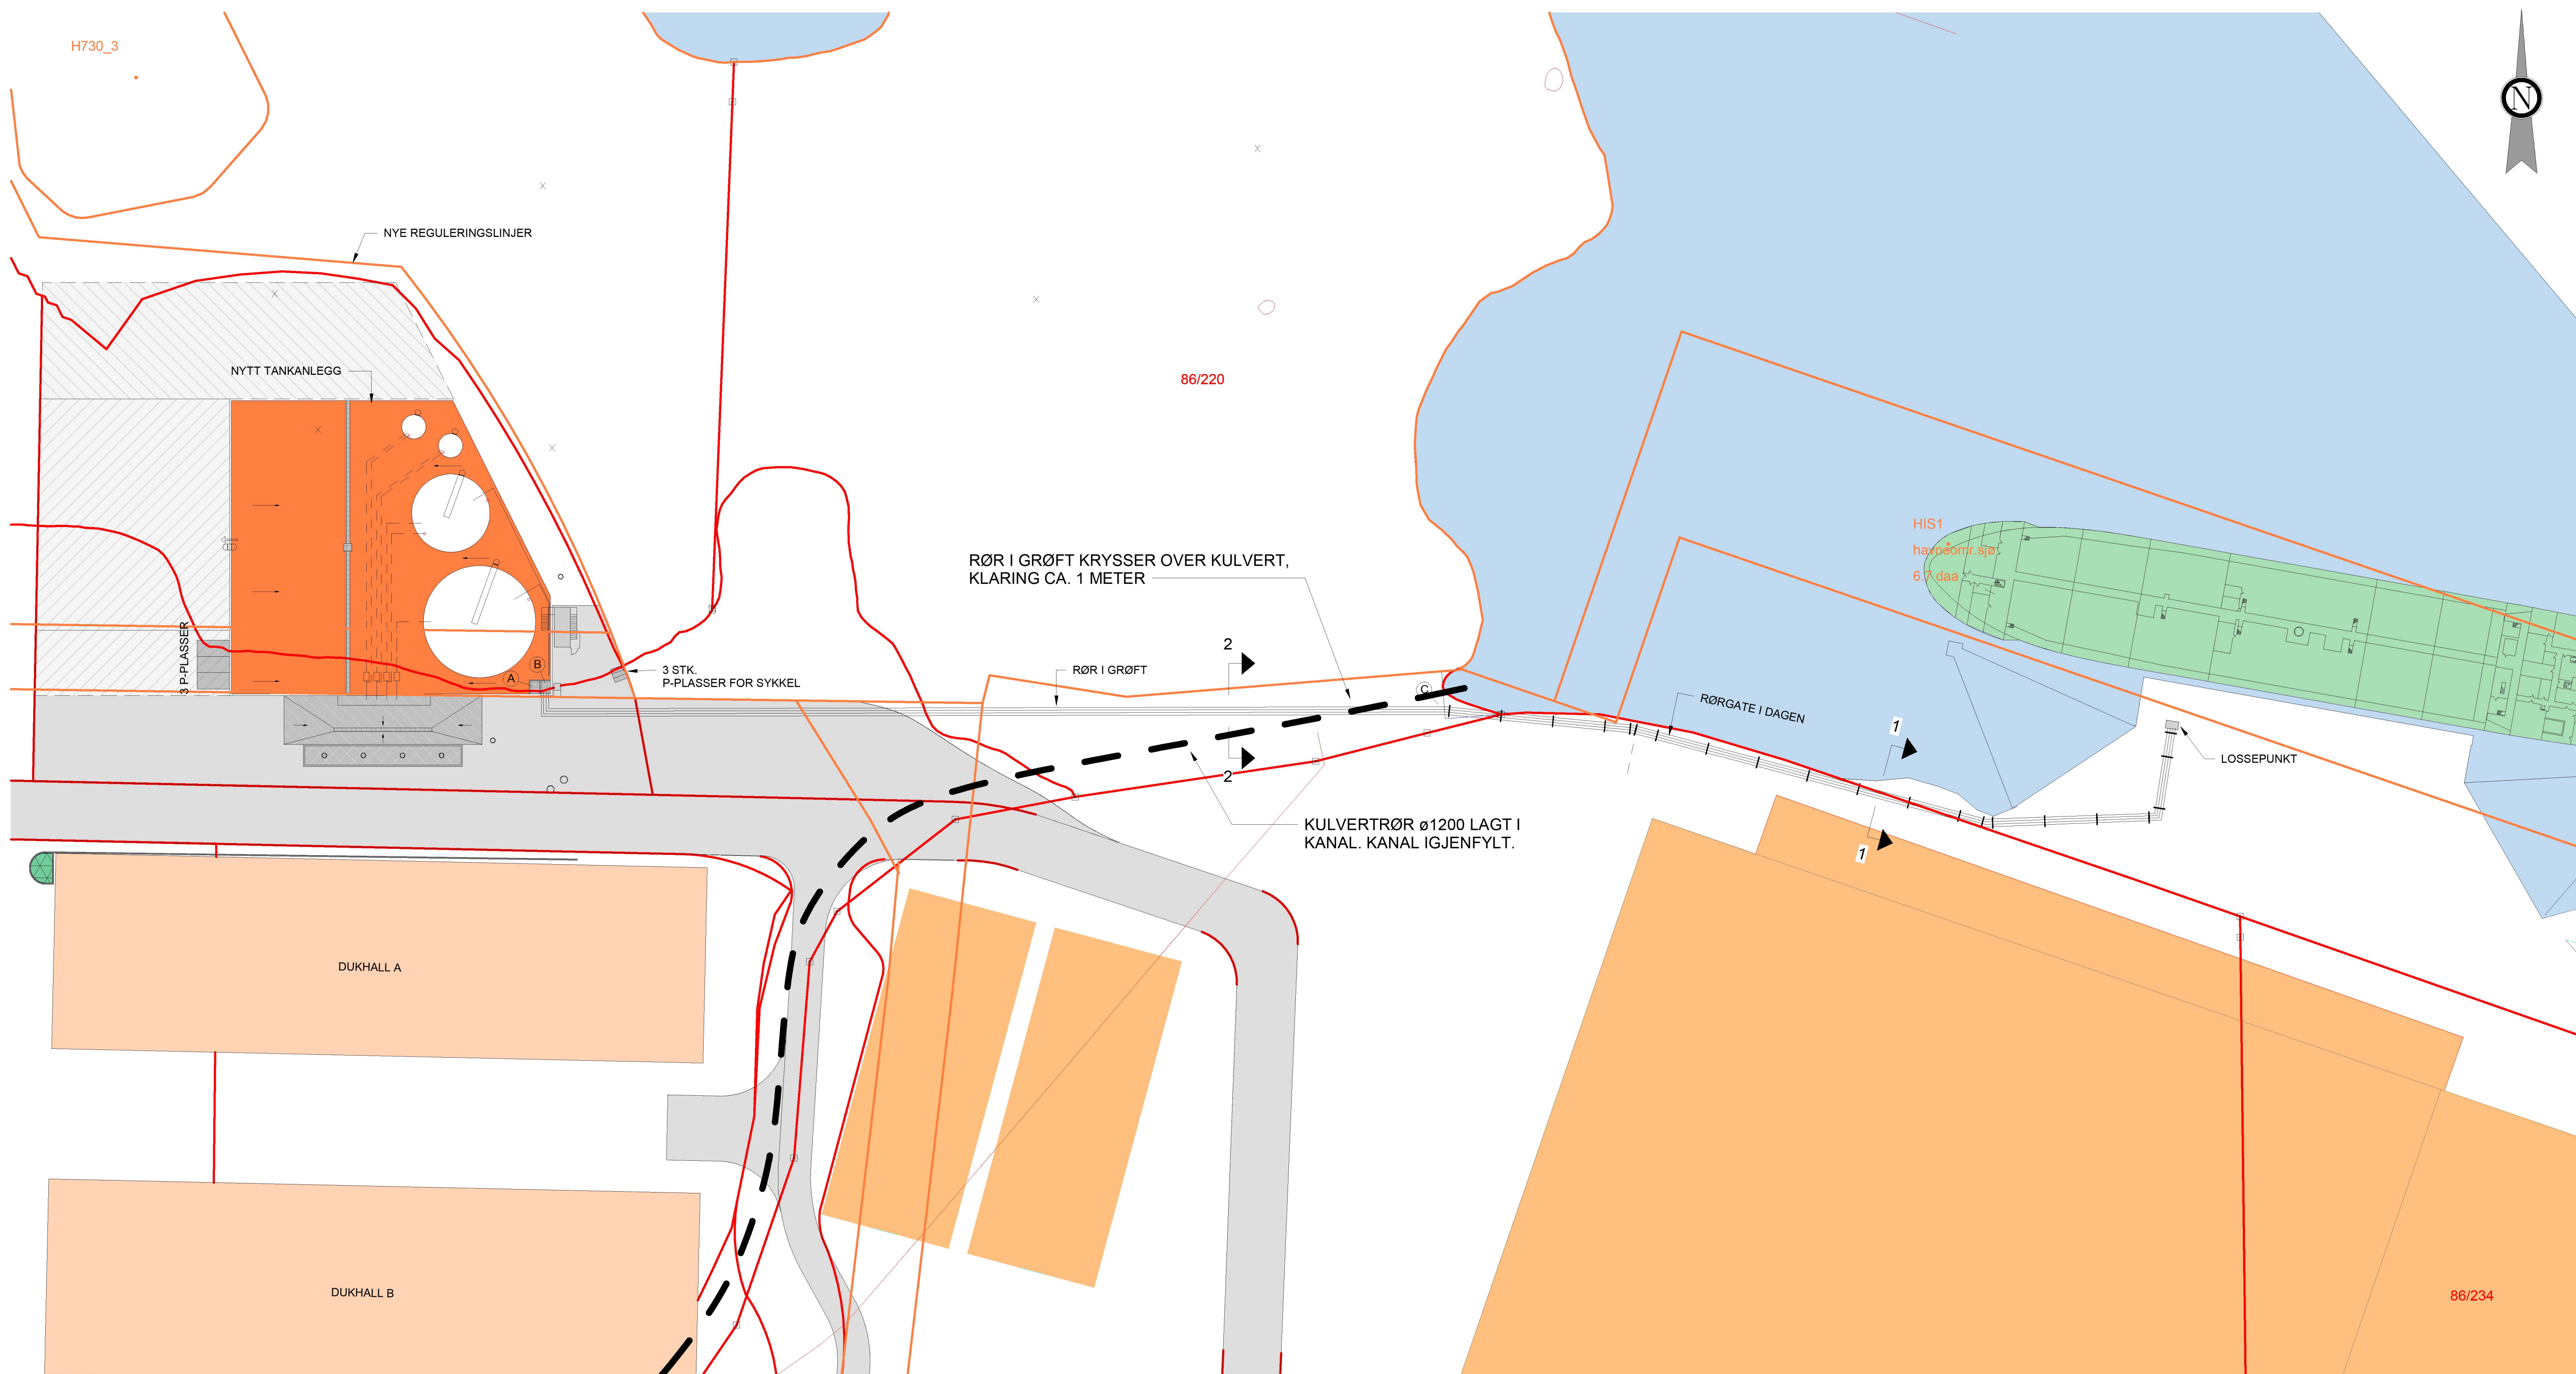 H730_3
N
NYE REGULERINGSLINJER
NYTT TANKANLEGG
86/220
HIS1
havneomr.sjø
6.7 daa
RØR I GRØFT KRYSSER OVER KULVERT,
KLARING CA. 1 METER
3 P-PLASSER
A
B
3 STK.
P-PLASSER FOR SYKKEL
2
RØR I GRØFT
C
RØRGATE I DAGEN
1
LOSSEPUNKT
2
1
KULVERTRØR ø1200 LAGT I
KANAL. KANAL IGJENFYLT.
DUKHALL A
DUKHALL B
86/234